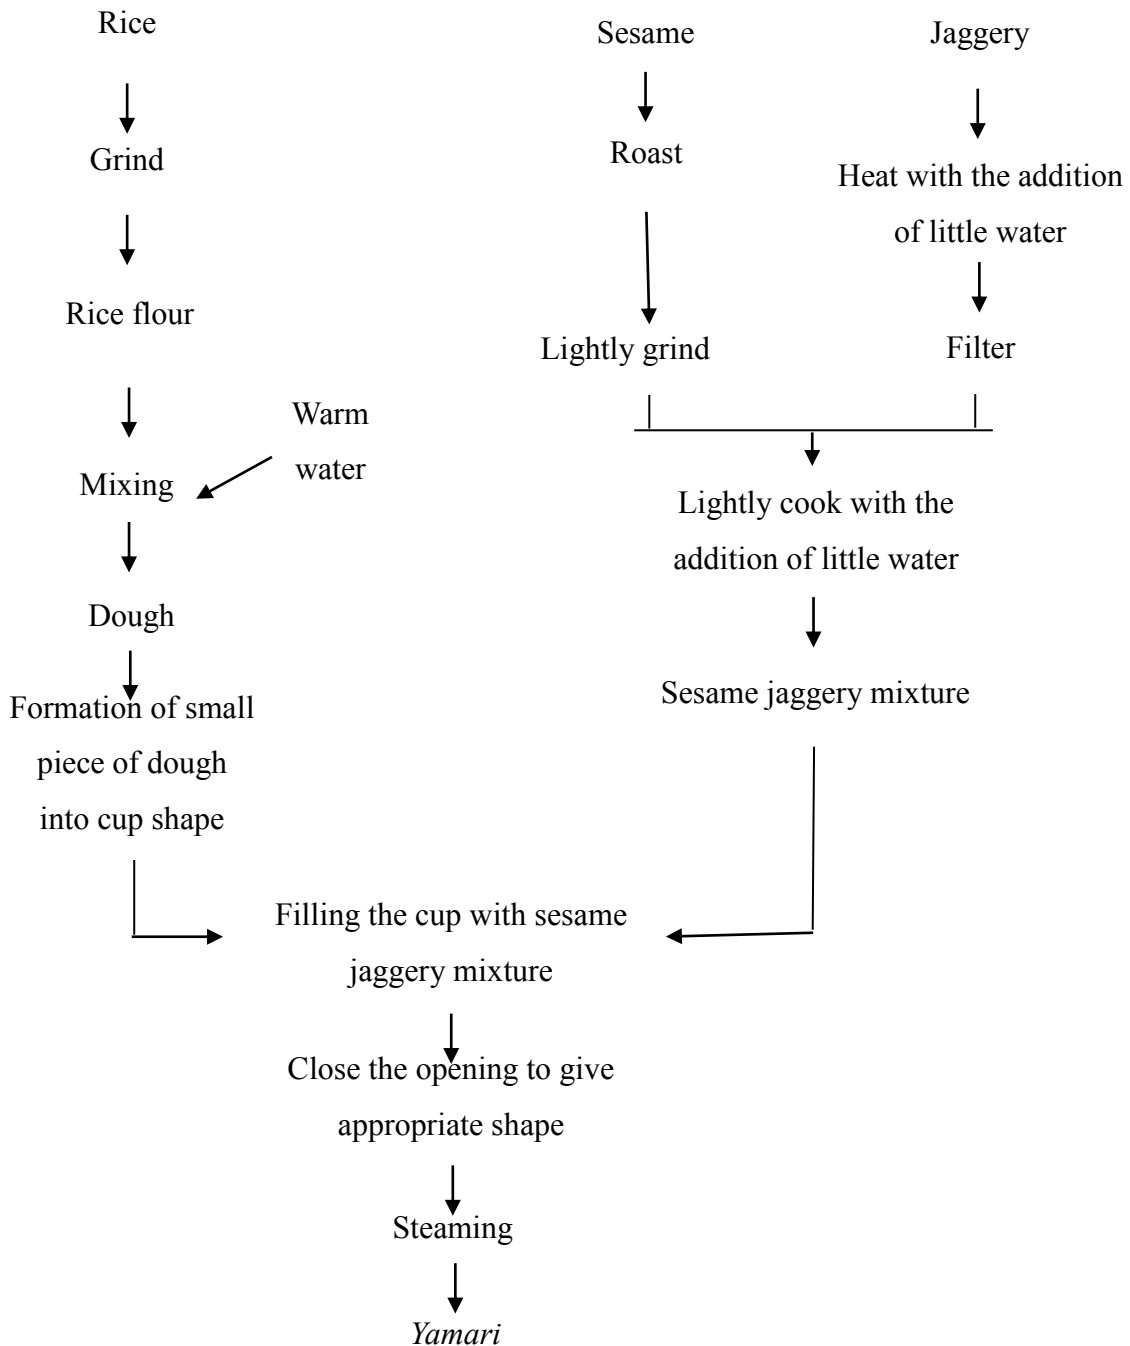 Rice
Grind
Rice flour
Warm
water
Mixing
Dough
Formation of small
piece of dough
into cup shape
Sesame
Roast
Lightly grind
Jaggery
Heat with the addition
of little water
Filter
Lightly cook with the
addition of little water
Sesame jaggery mixture
Filling the cup with sesame
jaggery mixture
Close the opening to give
appropriate shape
Steaming
Yamari